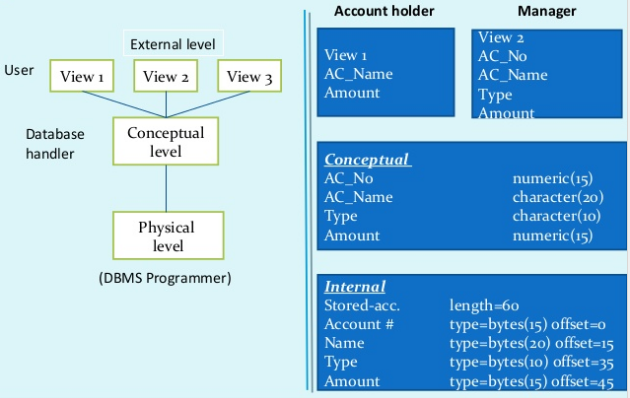 External level
User
View 1 View 2 View 3
Database
handler
Conceptual
level
Physical
level
(DBMS Programmer)
Account holder Manager
View 1
AC_Name
Amount
View 2
AC_No
AC_Name
Type
Amount
Conceptual
AC_No numeric(15)
AC_Name character(20)
Type character(10)
Amount numeric(15)
Internal
Stored-acc. length=60
Account # type=bytes(15) offset=0
Name type=bytes(20) offset=15
Type type=bytes(10) offset=35
Amount type=bytes(15) offset=45